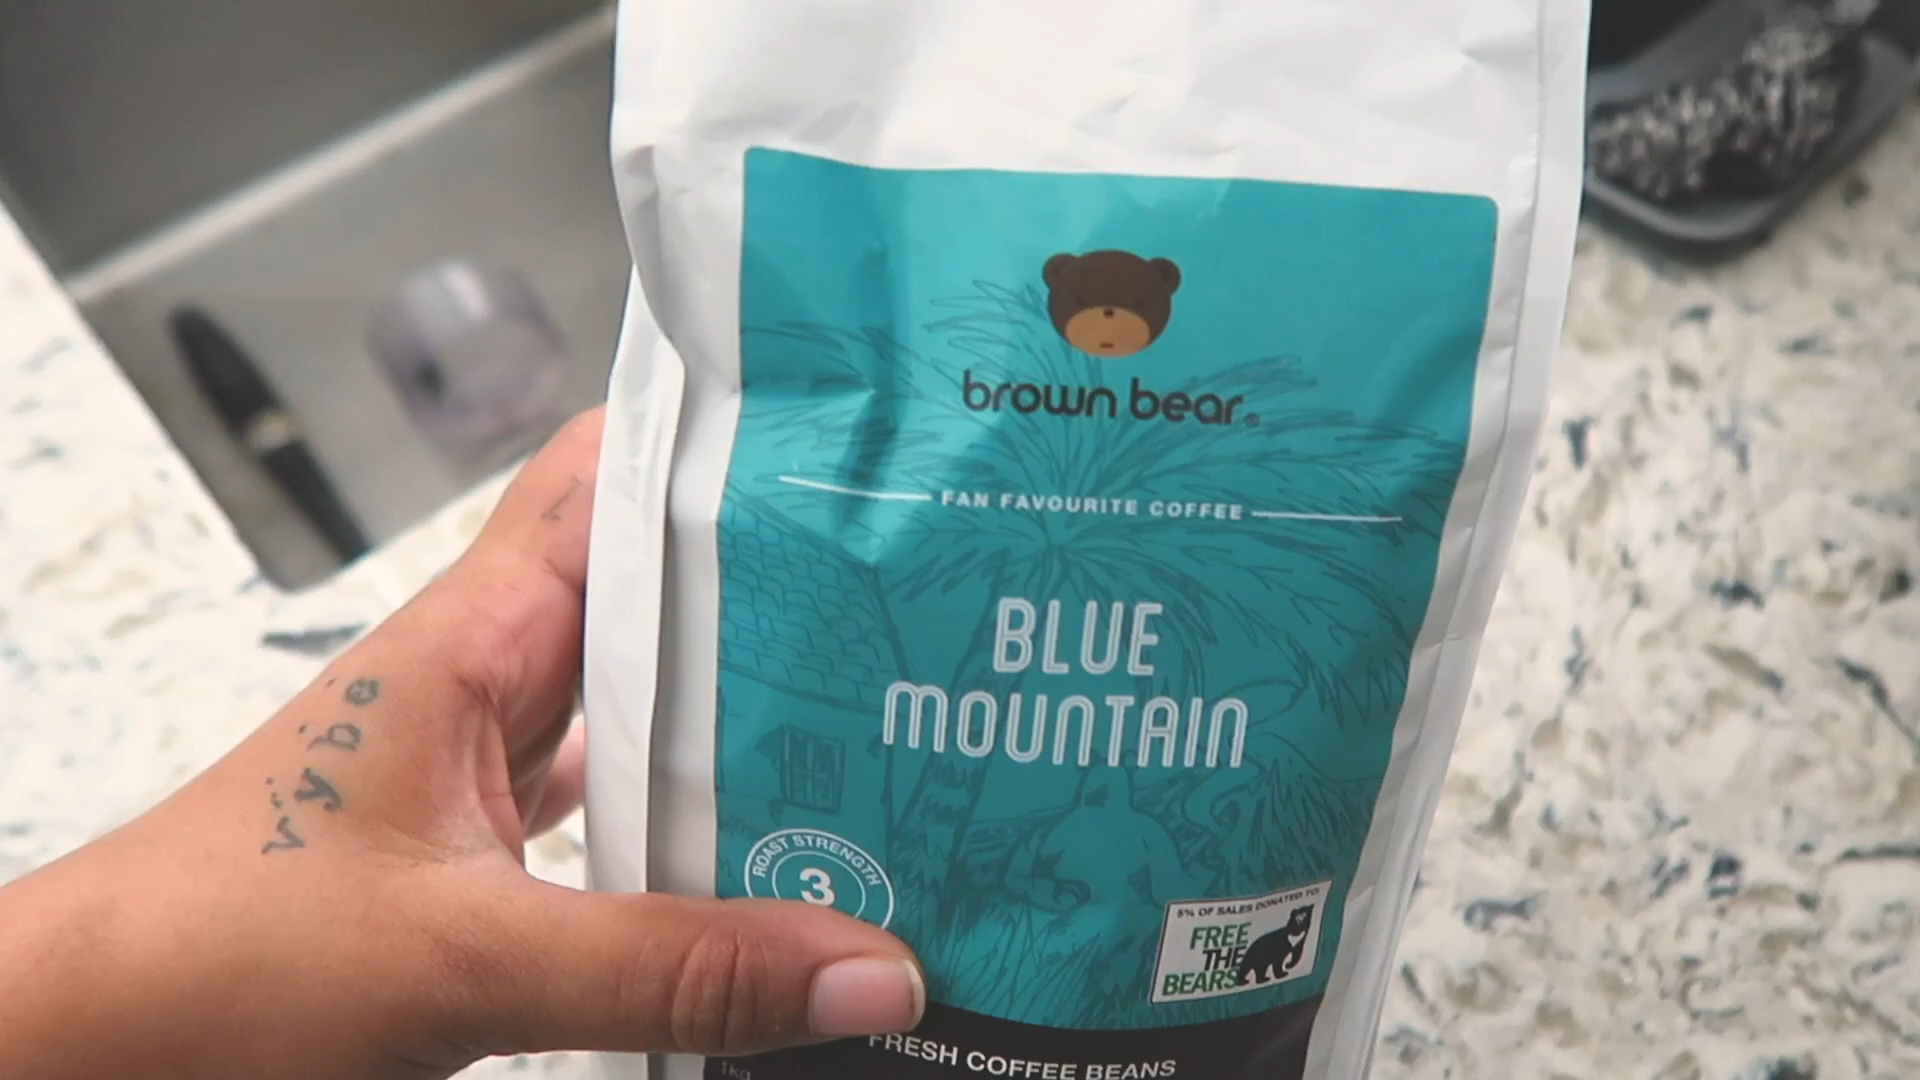 brown bear®
FAN FAVOURITE COFFEE
BLUE
MOUNTAIN
ROAST STRENGTH
3
5% OF SALES DONATED TO:
FREE
THE
BEARS
FRESH COFFEE BEANS
1kg
vybe